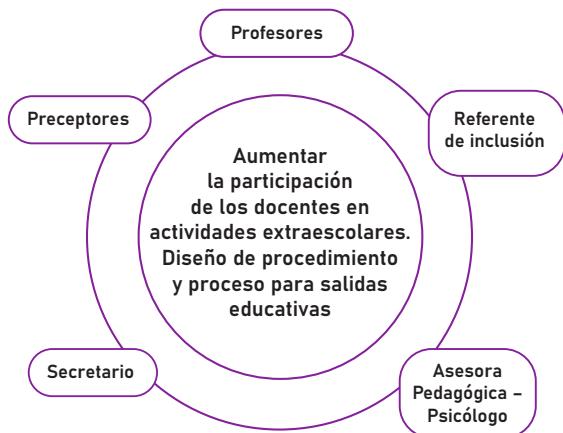 Profesores
Preceptores
Referente
de inclusión
Aumentar
la participación
de los docentes en
actividades extraescolares.
Diseño de procedimiento
y proceso para salidas
educativas
Secretario
Asesora
Pedagógica –
Psicólogo